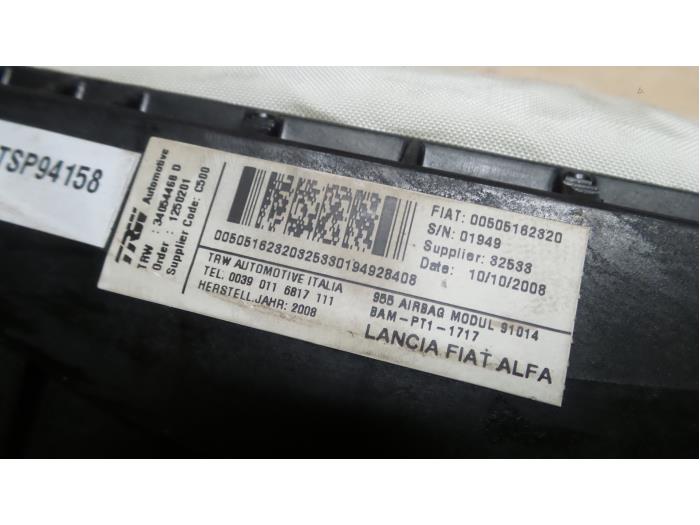 TSP94158
TRW Automotive
TRW : 34054468 D
Order : 1250201
Supplier Code: C500
00505162320325330194928408
FIAT: 00505162320
S/N: 01949
Supplier: 32533
Date: 10/10/2008
TRW AUTOMOTIVE ITALIA
TEL: 0039 011 6817 111
HERSTELL.JAHR: 2008
955 AIRBAG MODUL 91014
BAM-PT1-1717
LANCIA FIAT ALFA